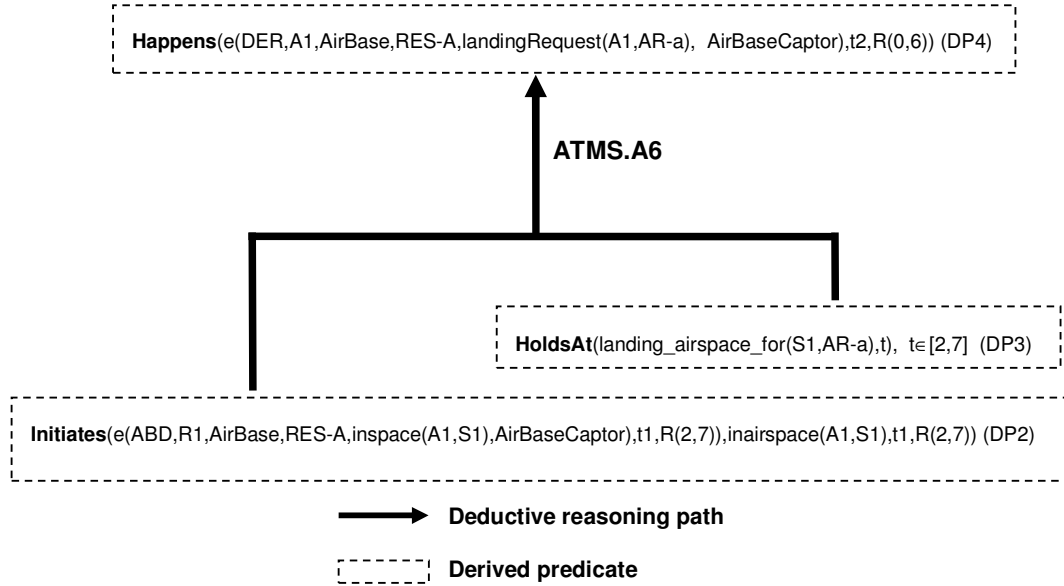 Happens(e(DER,A1,AirBase,RES-A,landingRequest(A1,AR-a), AirBaseCaptor),t2,R(0,6)) (DP4)
ATMS.A6
HoldsAt(landing_airspace_for(S1,AR-a),t), t∈[2,7] (DP3)
Initiates(e(ABD,R1,AirBase,RES-A,inspace(A1,S1),AirBaseCaptor),t1,R(2,7)),inairspace(A1,S1),t1,R(2,7)) (DP2)
Deductive reasoning path
Derived predicate